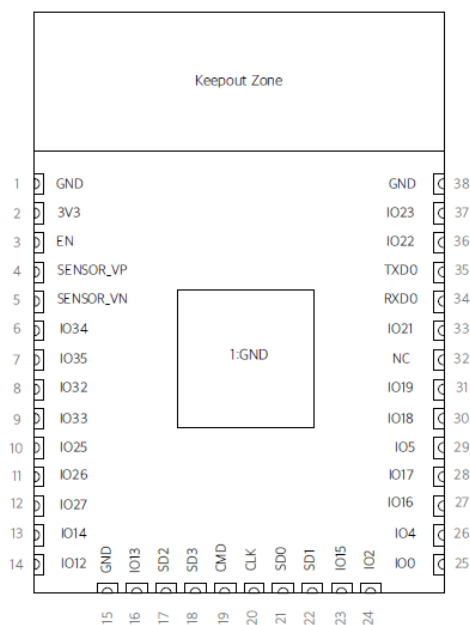 Keepout Zone
1 GND GND 38
2 3V3 IO23 37
3 EN IO22 36
4 SENSOR_VP TXD0 35
5 SENSOR_VN RXD0 34
6 IO34 IO21 33
7 IO35 1:GND NC 32
8 IO32 IO19 31
9 IO33 IO18 30
10 IO25 IO5 29
11 IO26 IO17 28
12 IO27 IO16 27
13 IO14 IO4 26
14 IO12 IO0 25
GND IO13 SD2 SD3 CMD CLK SD0 SD1 IO15 IO2
15 16 17 18 19 20 21 22 23 24